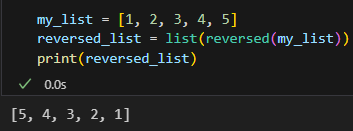 my_list = [1, 2, 3, 4, 5]
reversed_list = list(reversed(my_list))
print(reversed_list)
0.0s
[5, 4, 3, 2, 1]